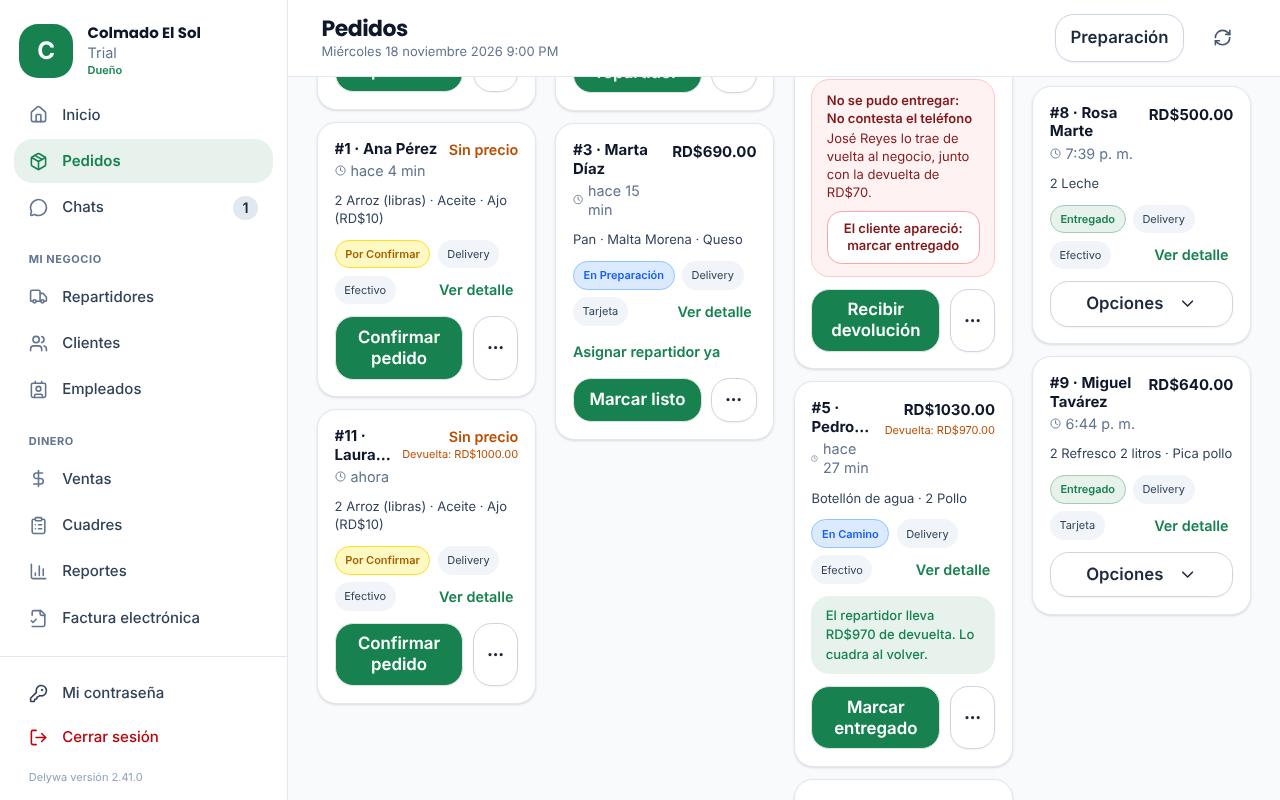 C
Colmado El Sol
Trial
Dueño
Inicio
Pedidos
Chats
1
MI NEGOCIO
Repartidores
Clientes
Empleados
DINERO
Ventas
Cuadres
Reportes
Factura electrónica
Mi contraseña
Cerrar sesión
Delywa versión 2.41.0
Pedidos
Miércoles 18 noviembre 2026 9:00 PM
Preparación
#1 · Ana Pérez
Sin precio
hace 4 min
2 Arroz (libras) · Aceite · Ajo
(RD$10)
Por Confirmar
Delivery
Efectivo
Ver detalle
Confirmar
pedido
#11 ·
Laura...
Sin precio
Devuelta: RD$1000.00
ahora
2 Arroz (libras) · Aceite · Ajo
(RD$10)
Por Confirmar
Delivery
Efectivo
Ver detalle
Confirmar
pedido
#3 · Marta
Díaz
RD$690.00
hace 15
min
Pan · Malta Morena · Queso
En Preparación
Delivery
Tarjeta
Ver detalle
Asignar repartidor ya
Marcar listo
No se pudo entregar:
No contesta el teléfono
José Reyes lo trae de
vuelta al negocio, junto
con la devuelta de
RD$70.
El cliente apareció:
marcar entregado
Recibir
devolución
#5 ·
Pedro...
RD$1030.00
Devuelta: RD$970.00
hace
27 min
Botellón de agua · 2 Pollo
En Camino
Delivery
Efectivo
Ver detalle
El repartidor lleva
RD$970 de devuelta. Lo
cuadra al volver.
Marcar
entregado
#8 · Rosa
Marte
RD$500.00
7:39 p. m.
2 Leche
Entregado
Delivery
Efectivo
Ver detalle
Opciones
#9 · Miguel
Tavárez
RD$640.00
6:44 p. m.
2 Refresco 2 litros · Pica pollo
Entregado
Delivery
Tarjeta
Ver detalle
Opciones